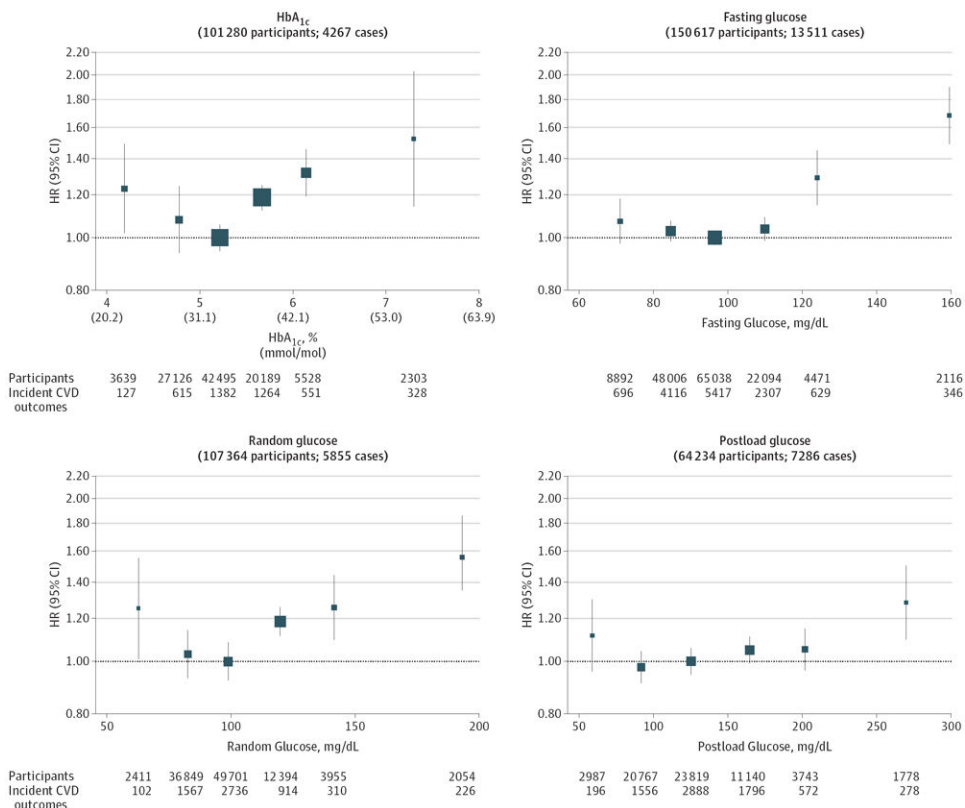 HbA1c
(101 280 participants; 4267 cases)
2.20
2.00
1.80
1.60
1.40
1.20
1.00
0.80
HR (95% CI)
4 5 6 7 8
(20.2) (31.1) (42.1) (53.0) (63.9)
HbA1c, %
(mmol/mol)
Participants 3639 27 126 42 495 20 189 5528 2303
Incident CVD 127 615 1382 1264 551 328
outcomes
Fasting glucose
(150 617 participants; 13 511 cases)
2.20
2.00
1.80
1.60
1.40
1.20
1.00
0.80
HR (95% CI)
60 80 100 120 140 160
Fasting Glucose, mg/dL
8892 48 006 65 038 22 094 4471 2116
696 4116 5417 2307 629 346
Random glucose
(107 364 participants; 5855 cases)
2.20
2.00
1.80
1.60
1.40
1.20
1.00
0.80
HR (95% CI)
50 100 150 200
Random Glucose, mg/dL
Participants 2411 36 849 49 701 12 394 3955 2054
Incident CVD 102 1567 2736 914 310 226
outcomes
Postload glucose
(64 234 participants; 7286 cases)
2.20
2.00
1.80
1.60
1.40
1.20
1.00
0.80
HR (95% CI)
50 100 150 200 250 300
Postload Glucose, mg/dL
2987 20 767 23 819 11 140 3743 1778
196 1556 2888 1796 572 278